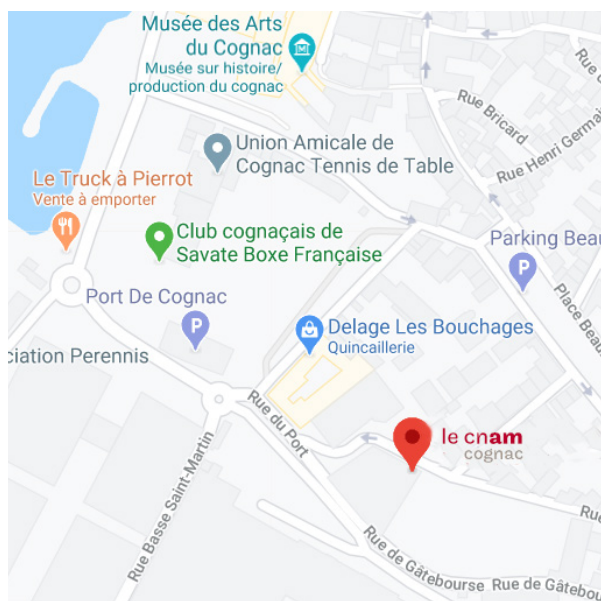 Musée des Arts
du Cognac
Musée sur histoire/
production du cognac
Rue Bricard
Rue Henri Germai
Union Amicale de
Cognac Tennis de Table
Le Truck à Pierrot
Vente à emporter
Club cognaçais de
Savate Boxe Française
Parking Beau
P
Port De Cognac
P
Place Beau
ciation Perennis
Delage Les Bouchages
Quincaillerie
Rue du Port
le cnam
cognac
Rue Basse Saint-Martin
Rue
Rue de Gâtebourse
Rue de Gâteb